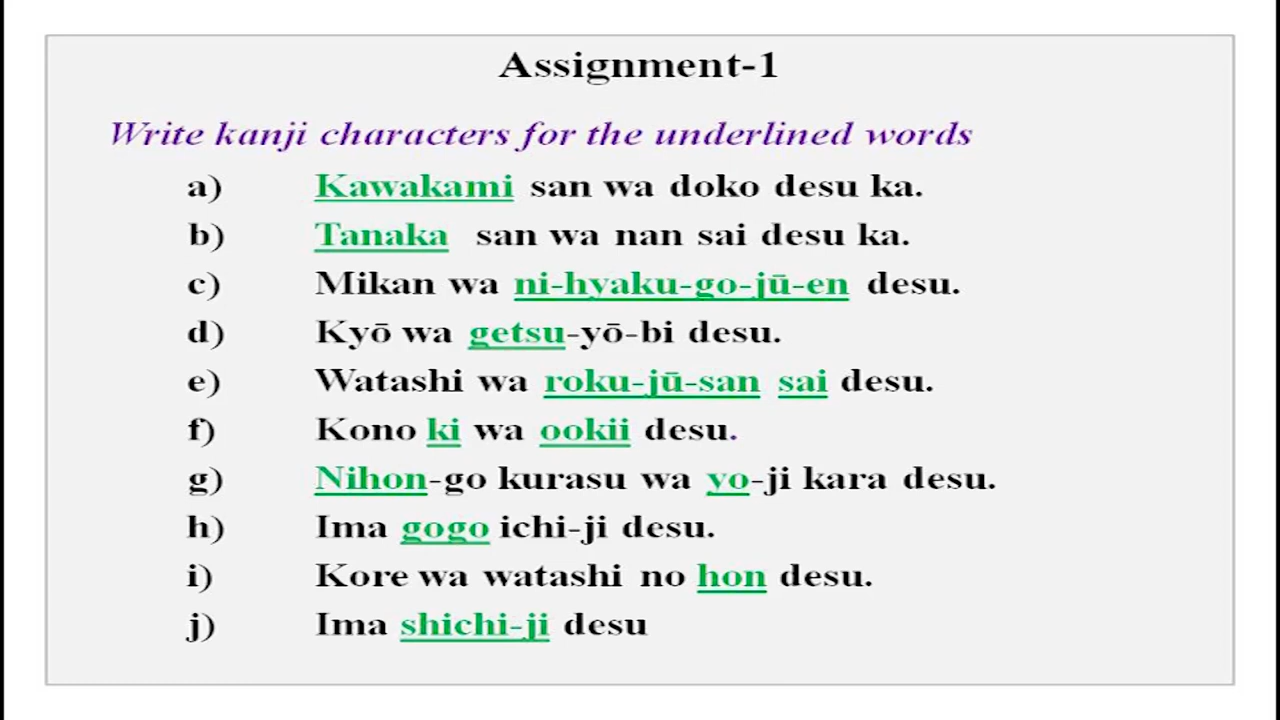 Assignment-1
Write kanji characters for the underlined words
a) Kawakami san wa doko desu ka.
b) Tanaka san wa nan sai desu ka.
c) Mikan wa ni-hyaku-go-jū-en desu.
d) Kyō wa getsu-yō-bi desu.
e) Watashi wa roku-jū-san sai desu.
f) Kono ki wa ookii desu.
g) Nihon-go kurasu wa yo-ji kara desu.
h) Ima gogo ichi-ji desu.
i) Kore wa watashi no hon desu.
j) Ima shichi-ji desu